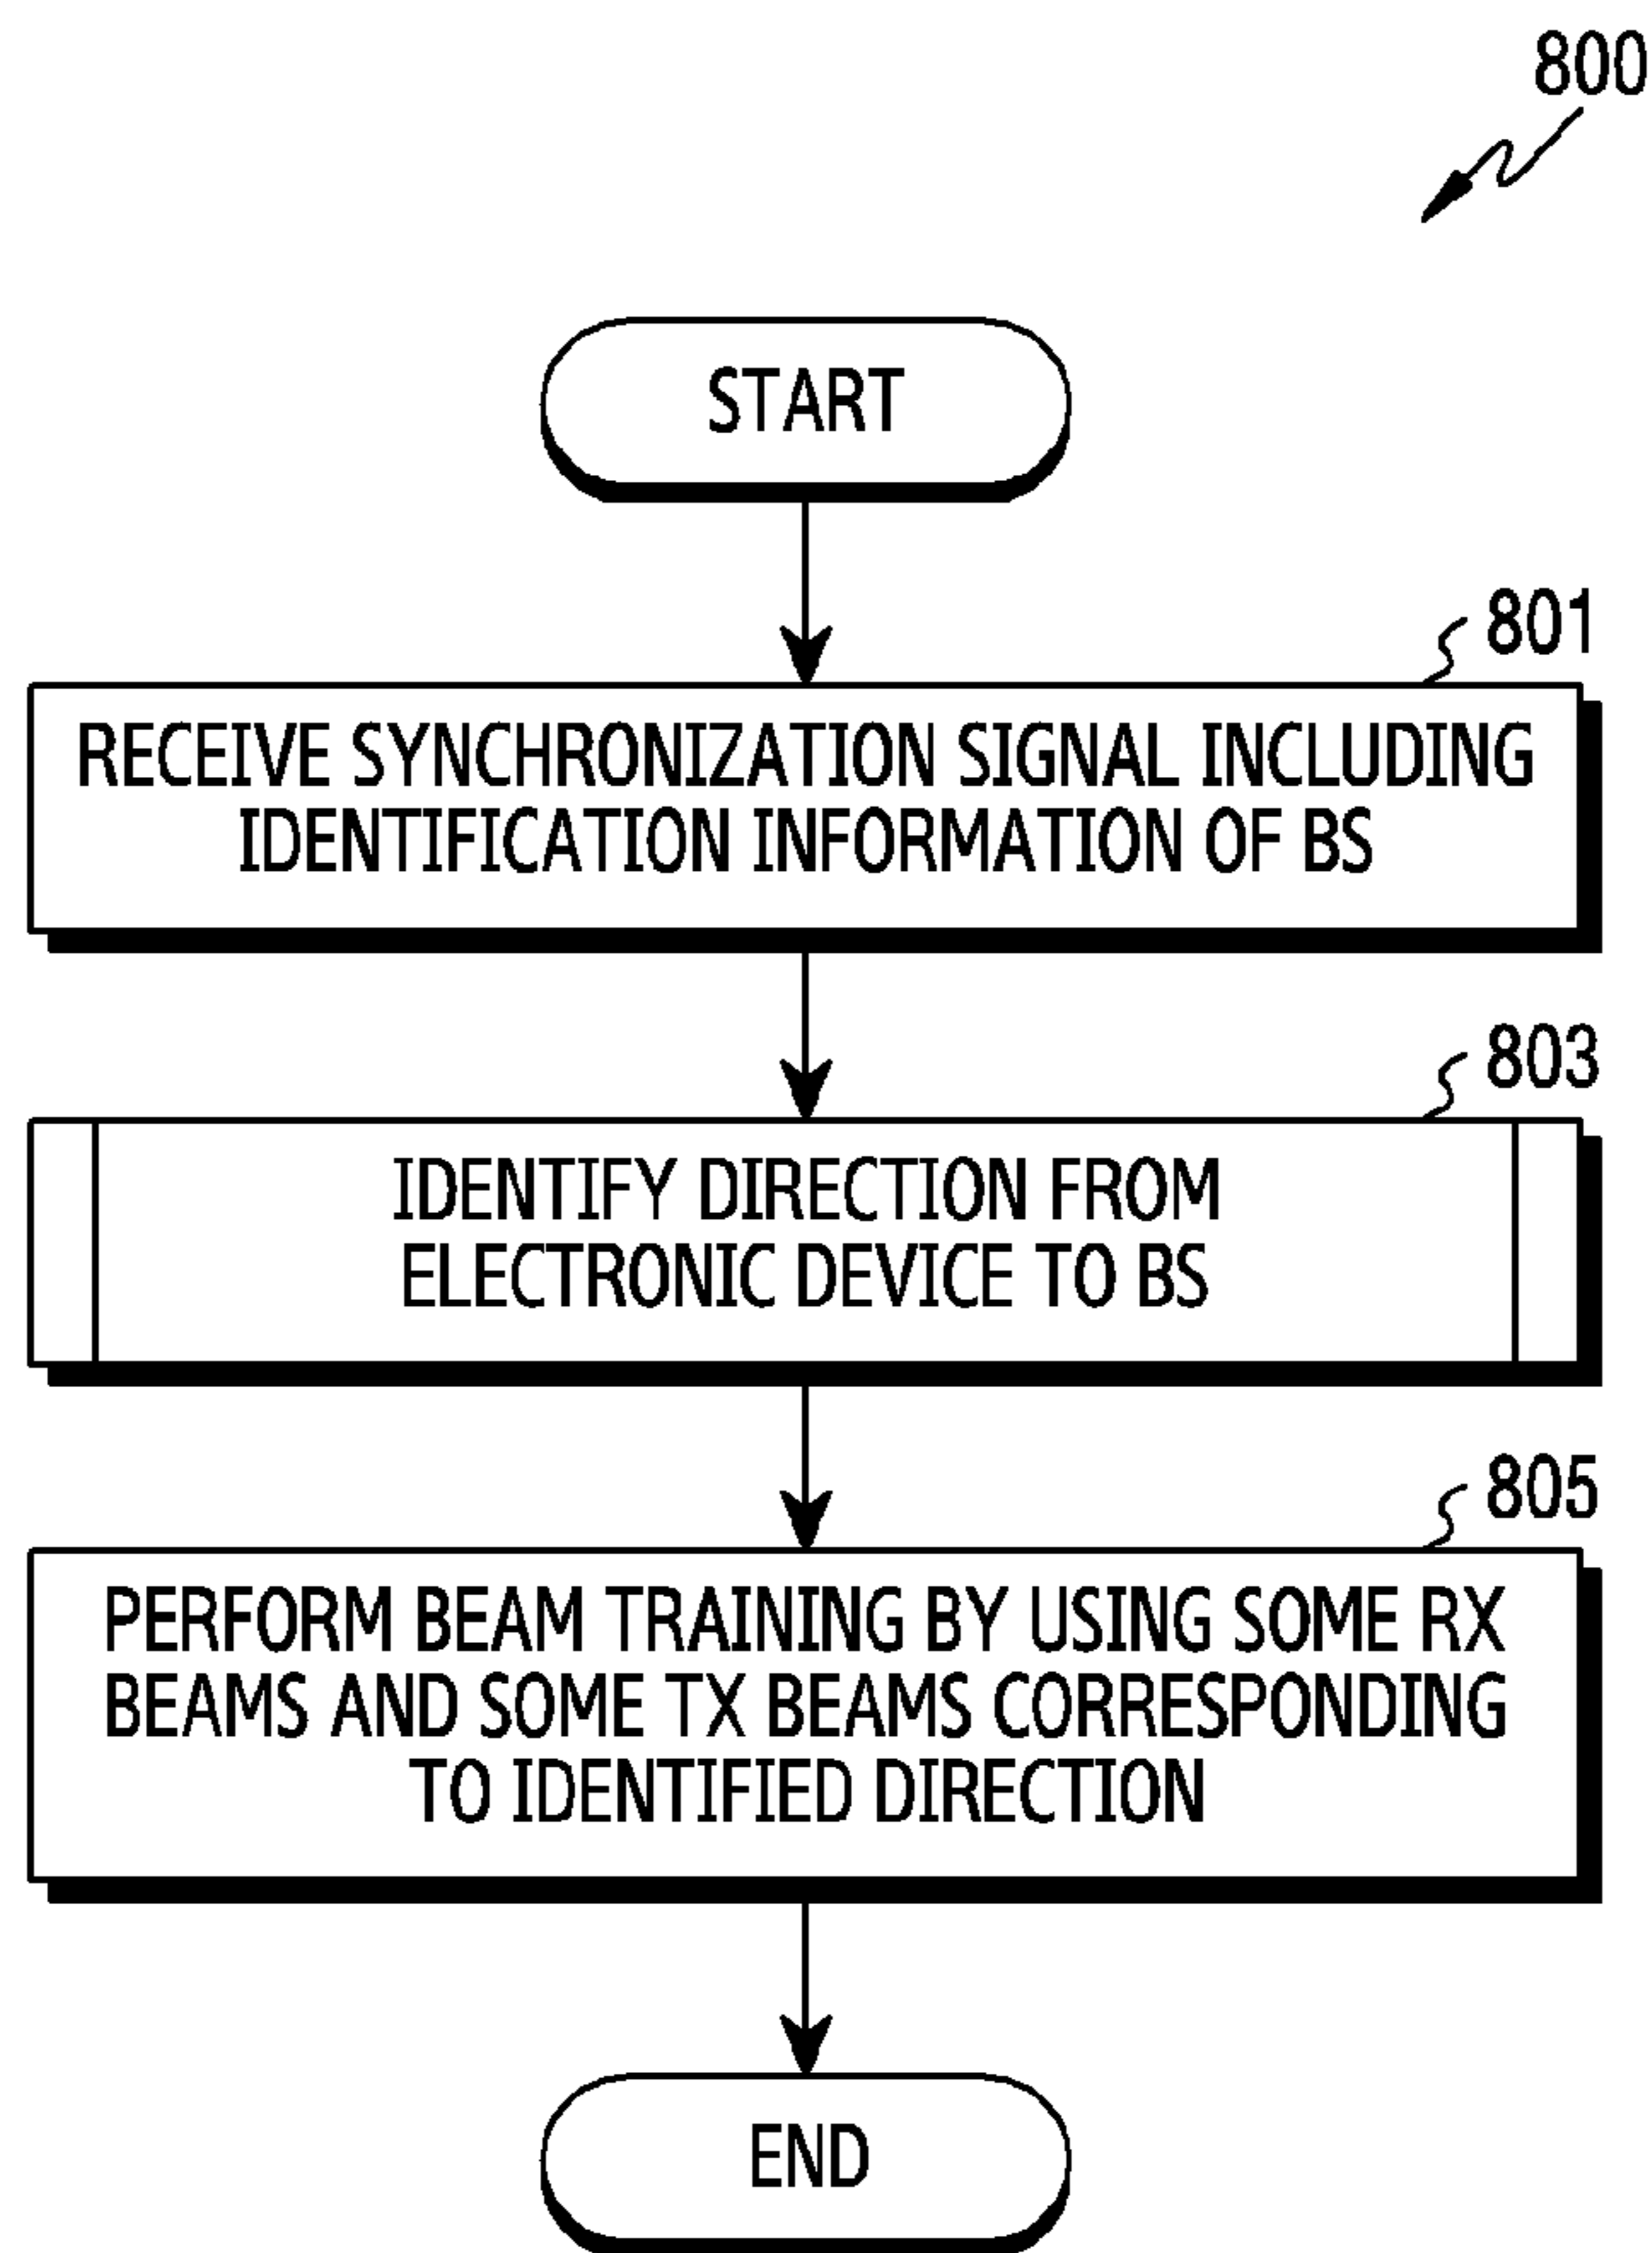 800
START
801
RECEIVE SYNCHRONIZATION SIGNAL INCLUDING
IDENTIFICATION INFORMATION OF BS
803
IDENTIFY DIRECTION FROM
ELECTRONIC DEVICE TO BS
805
PERFORM BEAM TRAINING BY USING SOME RX
BEAMS AND SOME TX BEAMS CORRESPONDING
TO IDENTIFIED DIRECTION
END